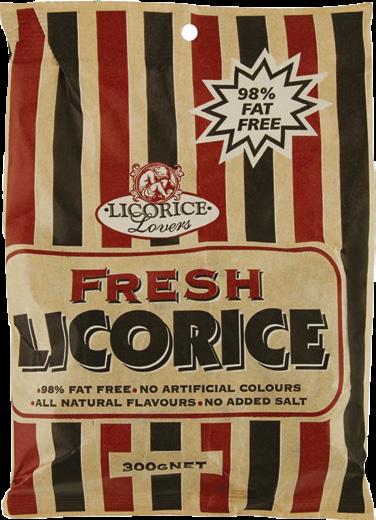 98%
FAT
FREE
•LICORICE•
Lovers
FRESH
LICORICE
•98% FAT FREE•NO ARTIFICIAL COLOURS
•ALL NATURAL FLAVOURS•NO ADDED SALT
300GNET